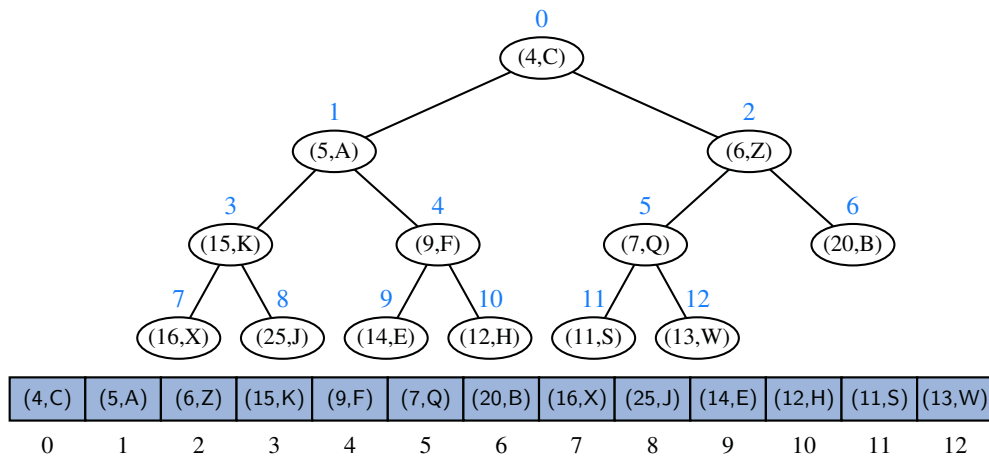 0
(4,C)
1 2
(5,A) (6,Z)
3 4 5 6
(15,K) (9,F) (7,Q) (20,B)
7 8 9 10 11 12
(16,X) (25,J) (14,E) (12,H) (11,S) (13,W)
(4,C) (5,A) (6,Z) (15,K) (9,F) (7,Q) (20,B) (16,X) (25,J) (14,E) (12,H) (11,S) (13,W)
0 1 2 3 4 5 6 7 8 9 10 11 12